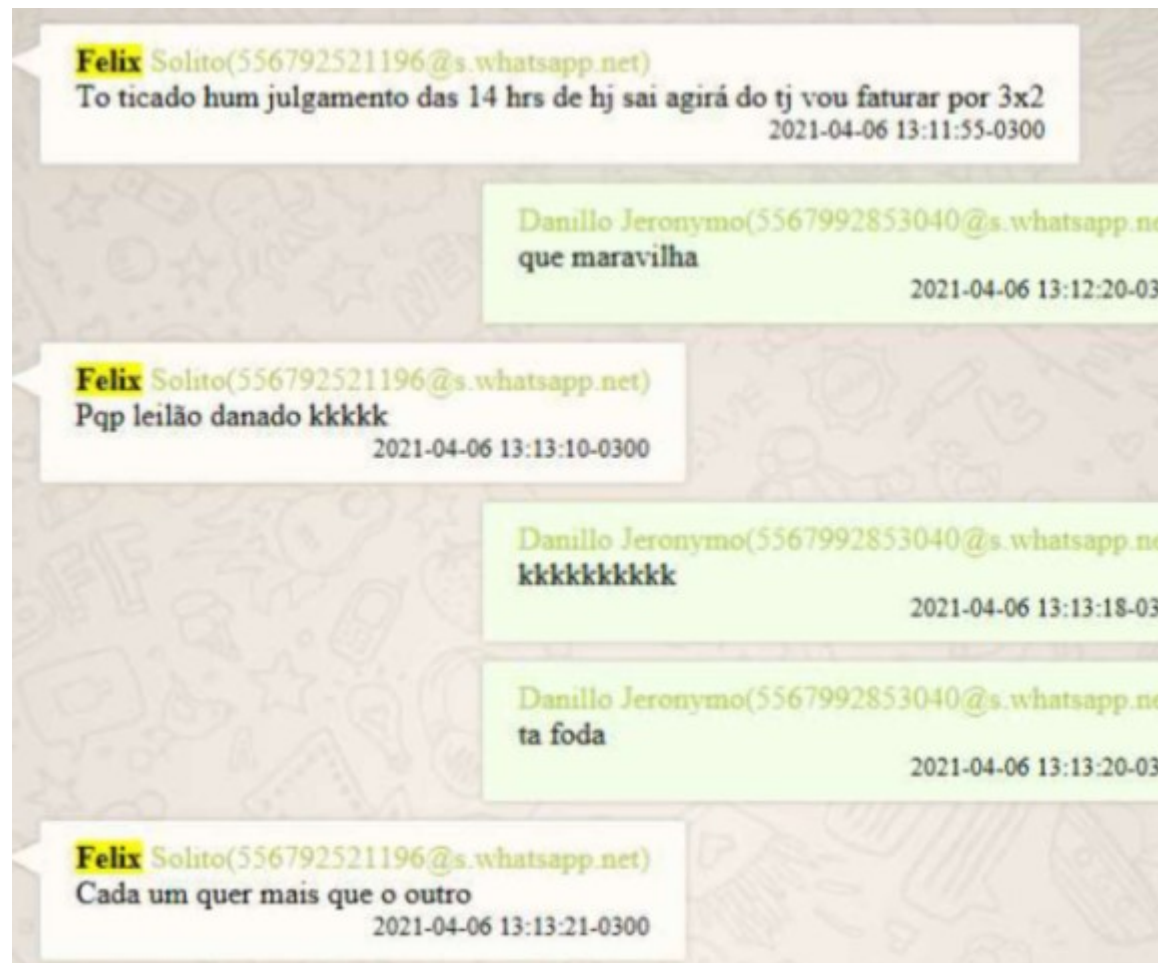 Felix Solito(556792521196@s.whatsapp.net)
To ticado hum julgamento das 14 hrs de hj sai agirá do tj vou faturar por 3x2
2021-04-06 13:11:55-0300
Danillo Jeronymo(5567992853040@s.whatsapp.ne
que maravilha
2021-04-06 13:12:20-03
Felix Solito(556792521196@s.whatsapp.net)
Pqp leilão danado kkkkk
2021-04-06 13:13:10-0300
Danillo Jeronymo(5567992853040@s.whatsapp.ne
kkkkkkkkkk
2021-04-06 13:13:18-03
Danillo Jeronymo(5567992853040@s.whatsapp.ne
ta foda
2021-04-06 13:13:20-03
Felix Solito(556792521196@s.whatsapp.net)
Cada um quer mais que o outro
2021-04-06 13:13:21-0300